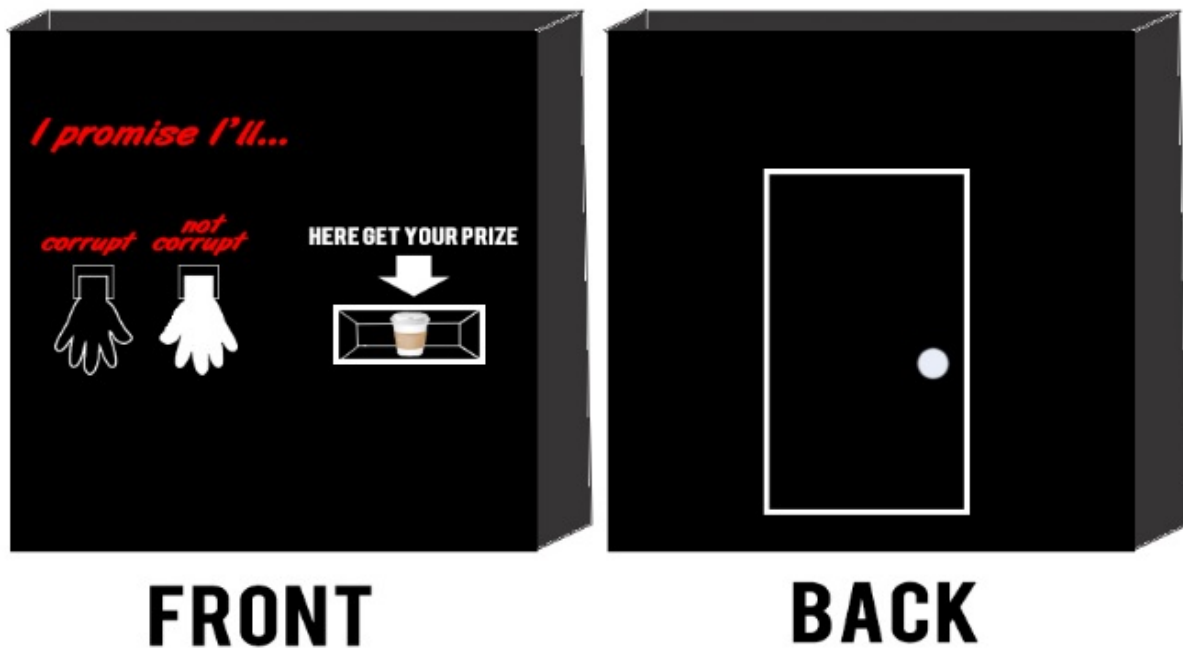 I promise I'll...
corrupt
not
corrupt
HERE GET YOUR PRIZE
FRONT
BACK